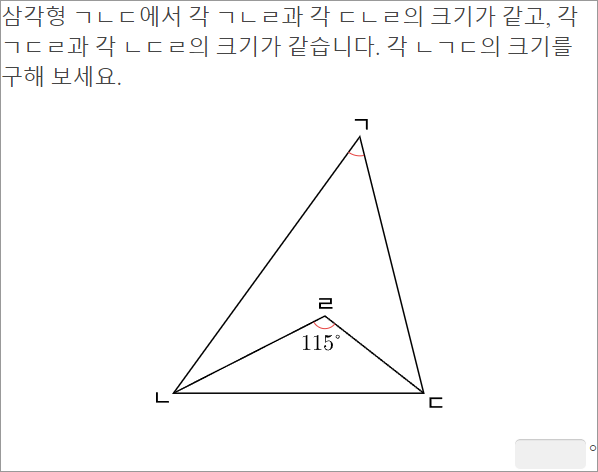 삼각형 ㄱㄴㄷ에서 각 ㄱㄴㄹ과 각 ㄷㄴㄹ의 크기가 같고, 각
ㄱㄷㄹ과 각 ㄴㄷㄹ의 크기가 같습니다. 각 ㄴㄱㄷ의 크기를
구해 보세요.
ㄱ
ㄹ
115°
ㄴ
ㄷ
°